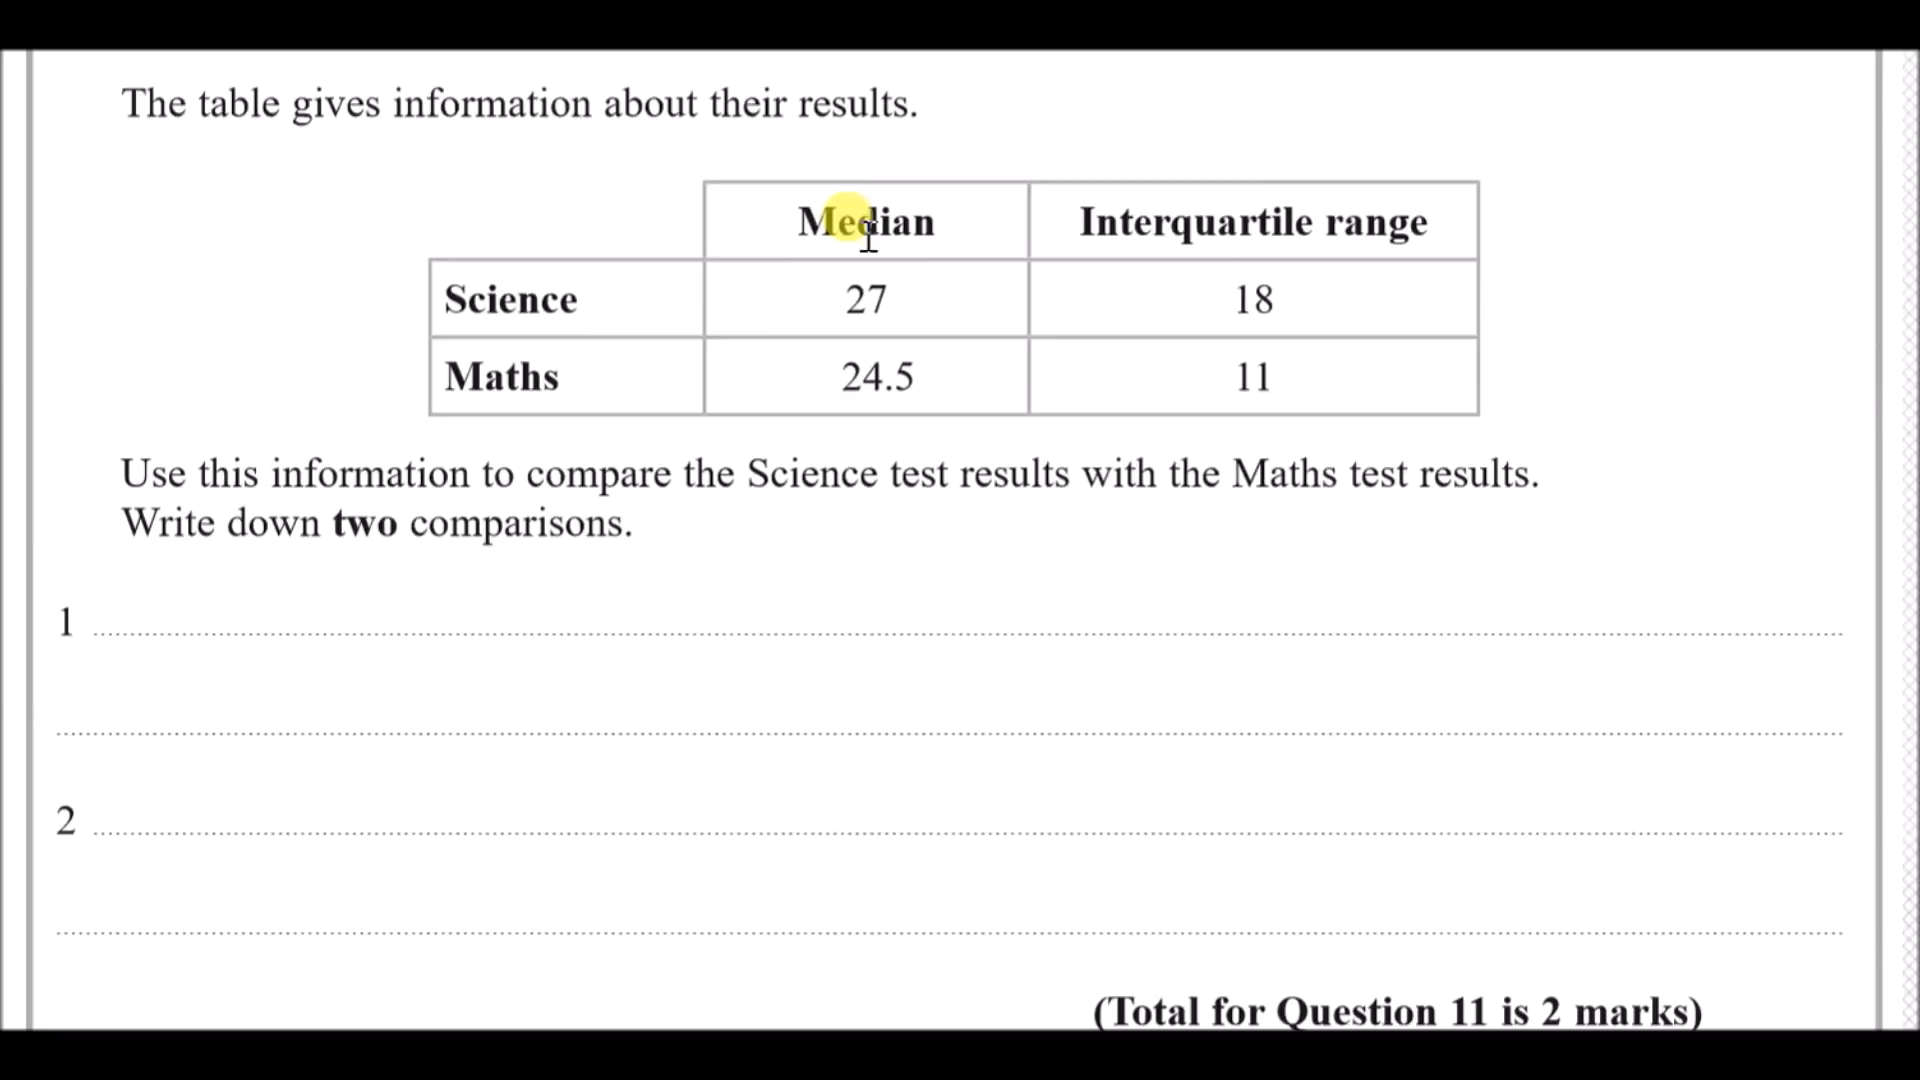 The table gives information about their results.
Median Interquartile range
Science 27 18
Maths 24.5 11
Use this information to compare the Science test results with the Maths test results.
Write down two comparisons.
1
2
(Total for Question 11 is 2 marks)